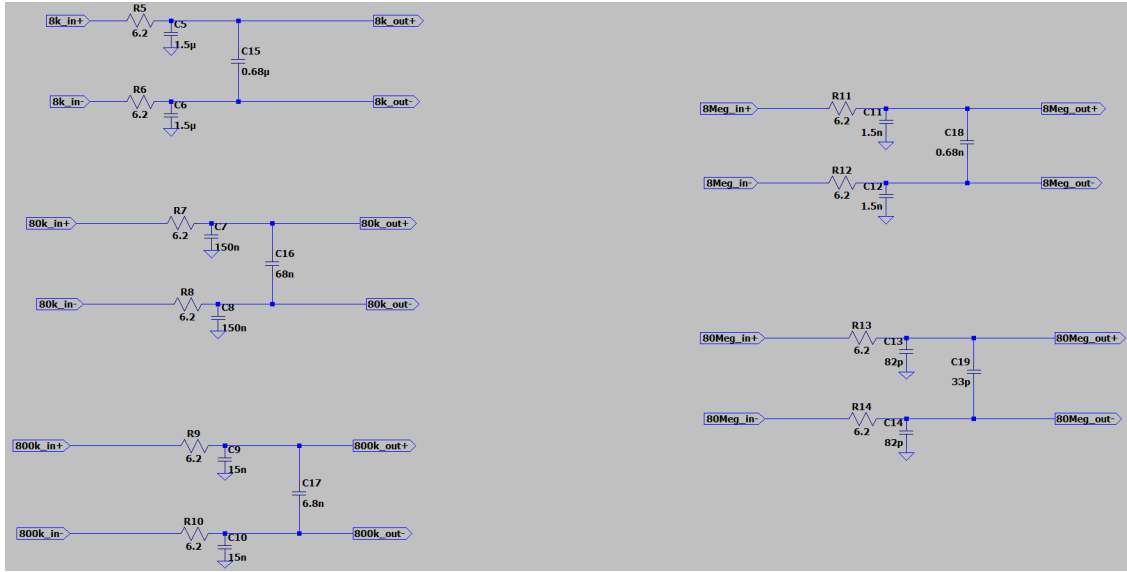 8k_in+
R5
6.2
C5
1.5µ
8k_out+
C15
0.68µ
8k_in-
R6
6.2
C6
1.5µ
8k_out-
80k_in+
R7
6.2
C7
150n
80k_out+
C16
68n
80k_in-
R8
6.2
C8
150n
80k_out-
800k_in+
R9
6.2
C9
15n
800k_out+
C17
6.8n
800k_in-
R10
6.2
C10
15n
800k_out-
8Meg_in+
R11
6.2
C11
1.5n
8Meg_out+
C18
0.68n
8Meg_in-
R12
6.2
C12
1.5n
8Meg_out-
80Meg_in+
R13
6.2
C13
82p
80Meg_out+
C19
33p
80Meg_in-
R14
6.2
C14
82p
80Meg_out-